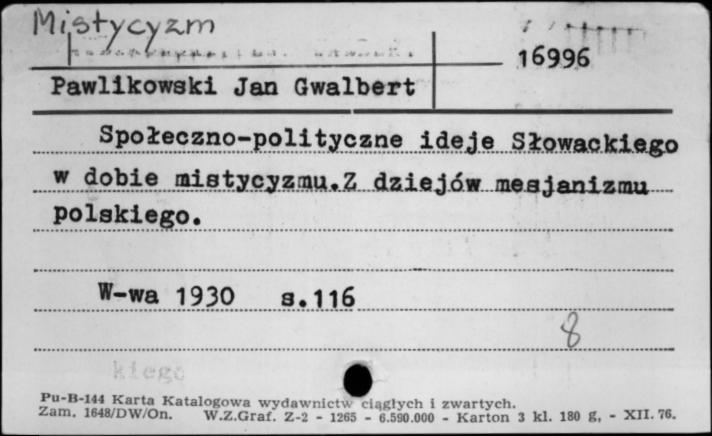 Mistycyzm
16996
Pawlikowski Jan Gwalbert
Społeczno-polityczne ideje Słowackiego
w dobie mistycyzmu.Z dziejów mesjanizmu
polskiego.
W-wa 1930 s.116
8
kiego
Pu-B-144 Karta Katalogowa wydawnictw ciągłych i zwartych.
Zam. 1648/DW/On. W.Z.Graf. Z-2 - 1265 - 6.590.000 - Karton 3 kl. 180 g, - XII. 76.